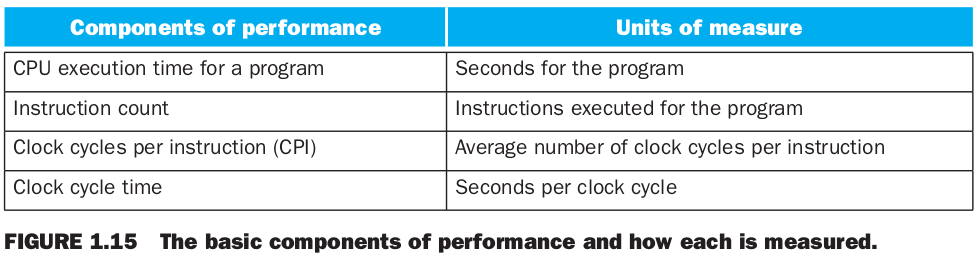 Components of performance Units of measure
CPU execution time for a program Seconds for the program
Instruction count Instructions executed for the program
Clock cycles per instruction (CPI) Average number of clock cycles per instruction
Clock cycle time Seconds per clock cycle
FIGURE 1.15 The basic components of performance and how each is measured.